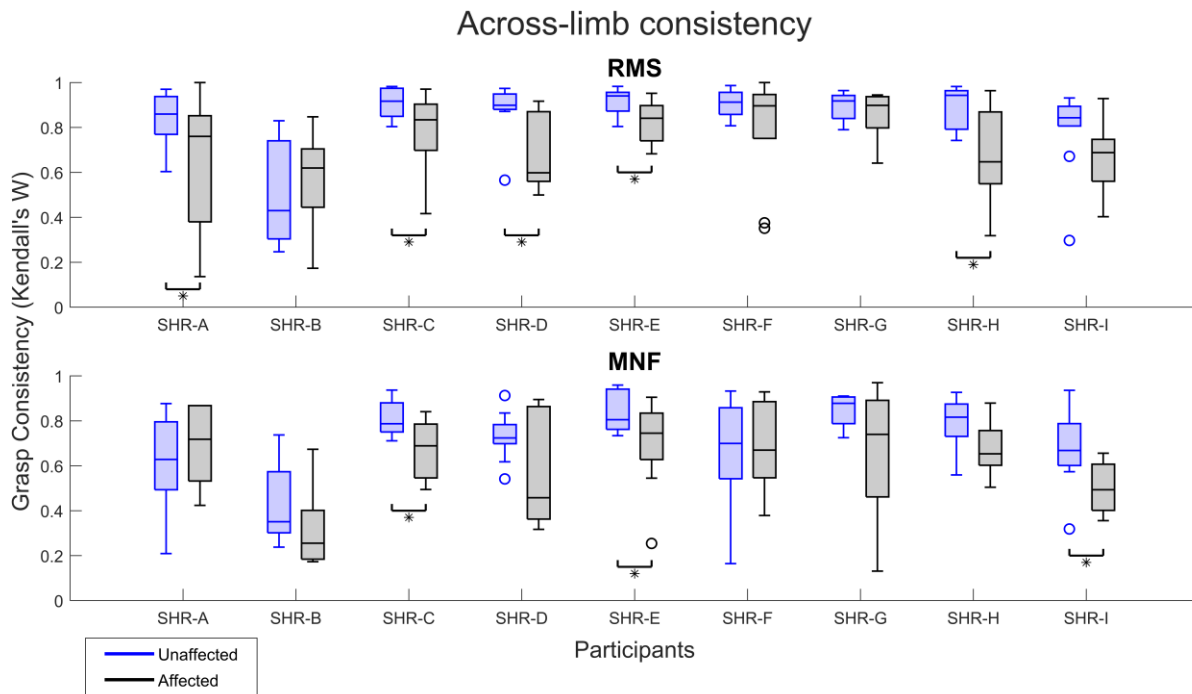 Across-limb consistency
RMS
Grasp Consistency (Kendall's W)
1
0.8
0.6
0.4
0.2
0
*
*
*
*
*
SHR-A SHR-B SHR-C SHR-D SHR-E SHR-F SHR-G SHR-H SHR-I
MNF
1
0.8
0.6
0.4
0.2
0
*
*
*
SHR-A SHR-B SHR-C SHR-D SHR-E SHR-F SHR-G SHR-H SHR-I
Participants
Unaffected
Affected